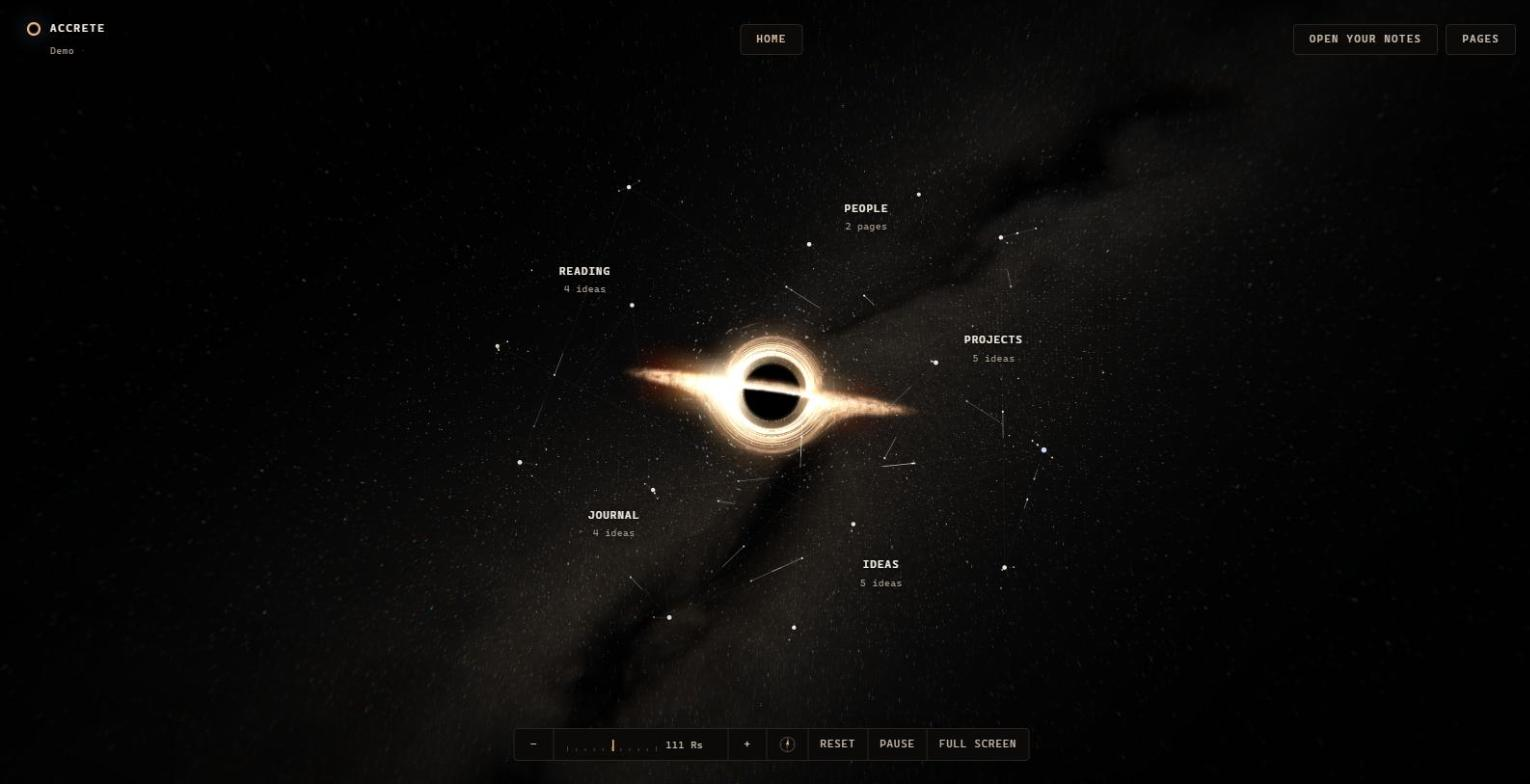 ACCRETE
Demo
HOME
OPEN YOUR NOTES
PAGES
PEOPLE
2 pages
READING
4 ideas
PROJECTS
5 ideas
JOURNAL
4 ideas
IDEAS
5 ideas
− 111 Rs + RESET PAUSE FULL SCREEN